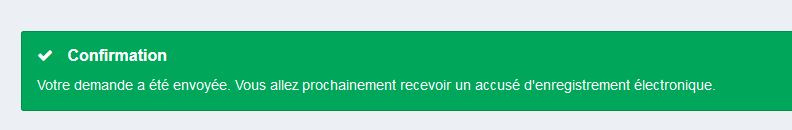 Confirmation
Votre demande a été envoyée. Vous allez prochainement recevoir un accusé d'enregistrement électronique.